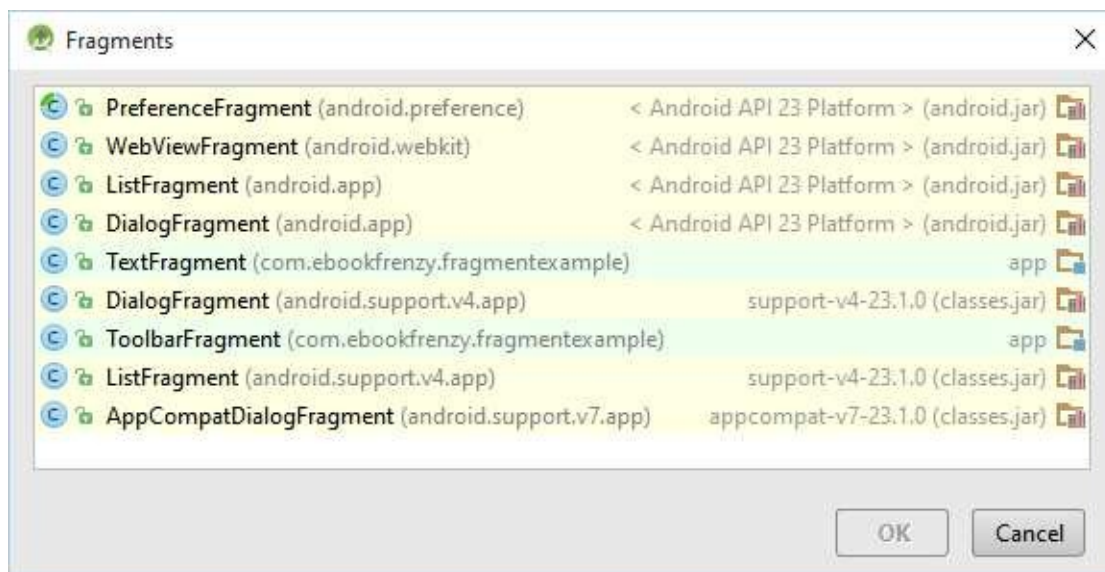 Fragments
PreferenceFragment (android.preference) < Android API 23 Platform > (android.jar)
WebViewFragment (android.webkit) < Android API 23 Platform > (android.jar)
ListFragment (android.app) < Android API 23 Platform > (android.jar)
DialogFragment (android.app) < Android API 23 Platform > (android.jar)
TextFragment (com.ebookfrenzy.fragmentexample) app
DialogFragment (android.support.v4.app) support-v4-23.1.0 (classes.jar)
ToolbarFragment (com.ebookfrenzy.fragmentexample) app
ListFragment (android.support.v4.app) support-v4-23.1.0 (classes.jar)
AppCompatDialogFragment (android.support.v7.app) appcompat-v7-23.1.0 (classes.jar)
OK Cancel